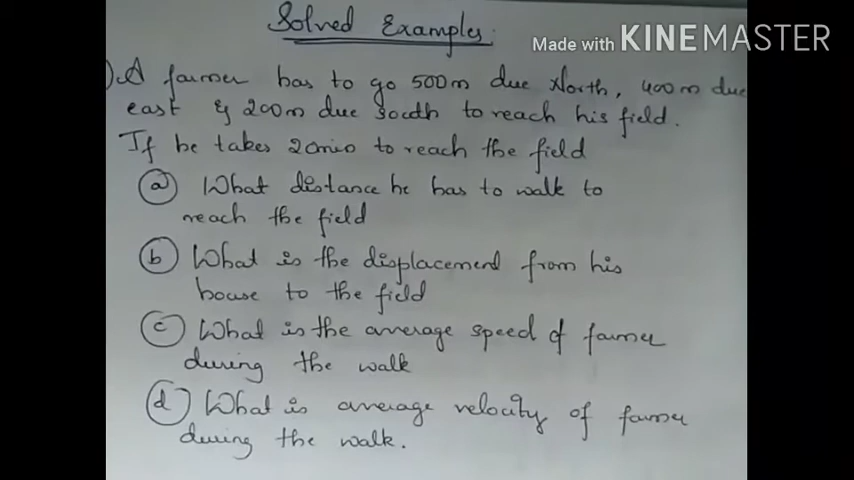 Solved Examples.
Made with KINEMASTER
) A farmer has to go 500m due North, 400m due
east & 200m due south to reach his field.
If he takes 20min to reach the field
(a) What distance he has to walk to
reach the field
(b) What is the displacement from his
house to the field
(c) What is the average speed of farmer
during the walk
(d) What is average velocity of farmer
during the walk.